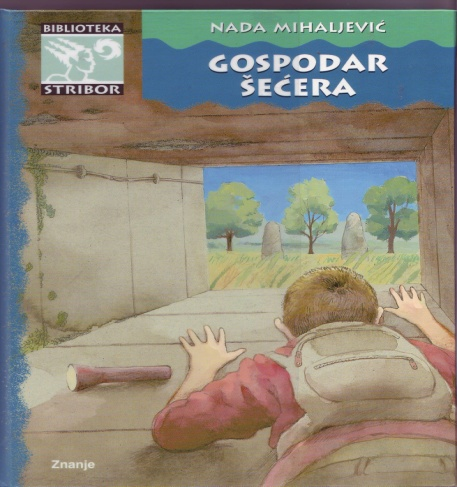 BIBLIOTEKA
STRIBOR
NADA MIHALJEVIĆ
GOSPODAR
ŠEĆERA
Znanje